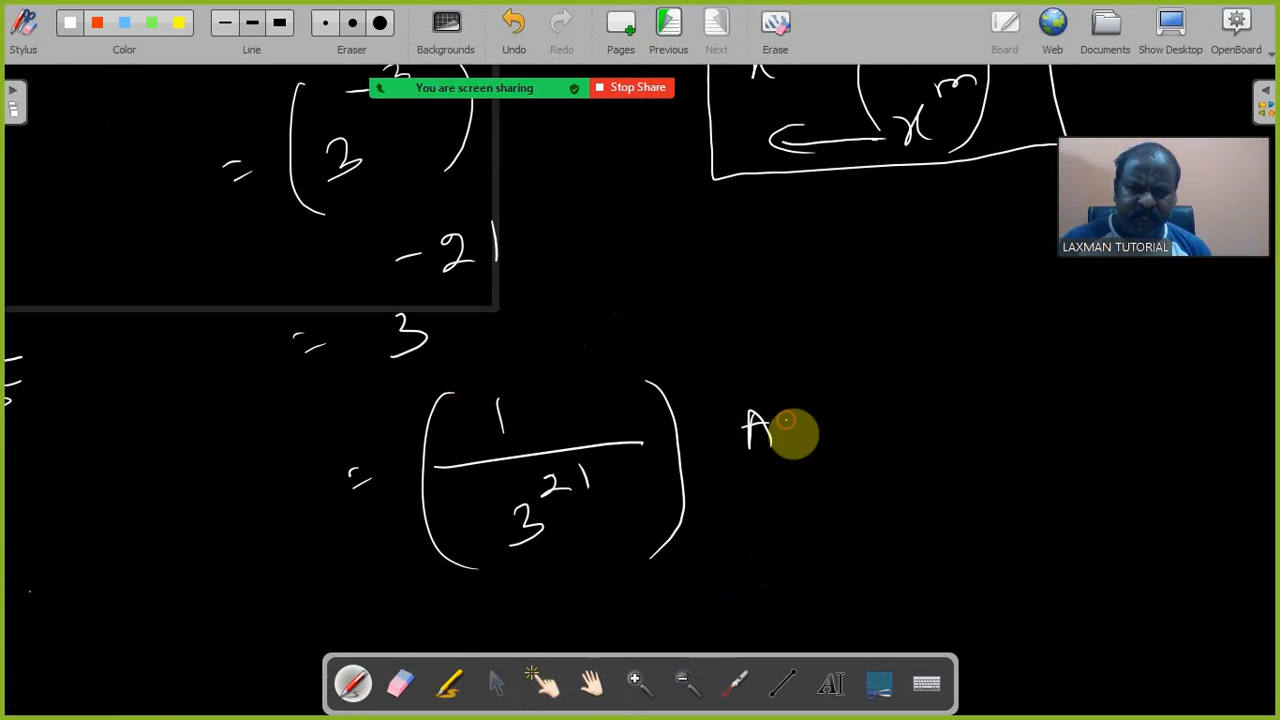 Stylus Color Line Eraser Backgrounds Undo Redo Pages Previous Next Erase Board Web Documents Show Desktop OpenBoard
You are screen sharing Stop Share
= ( 3
x^m )
LAXMAN TUTORIAL
- 21
= 3
= ( 1 / 3^21 ) A